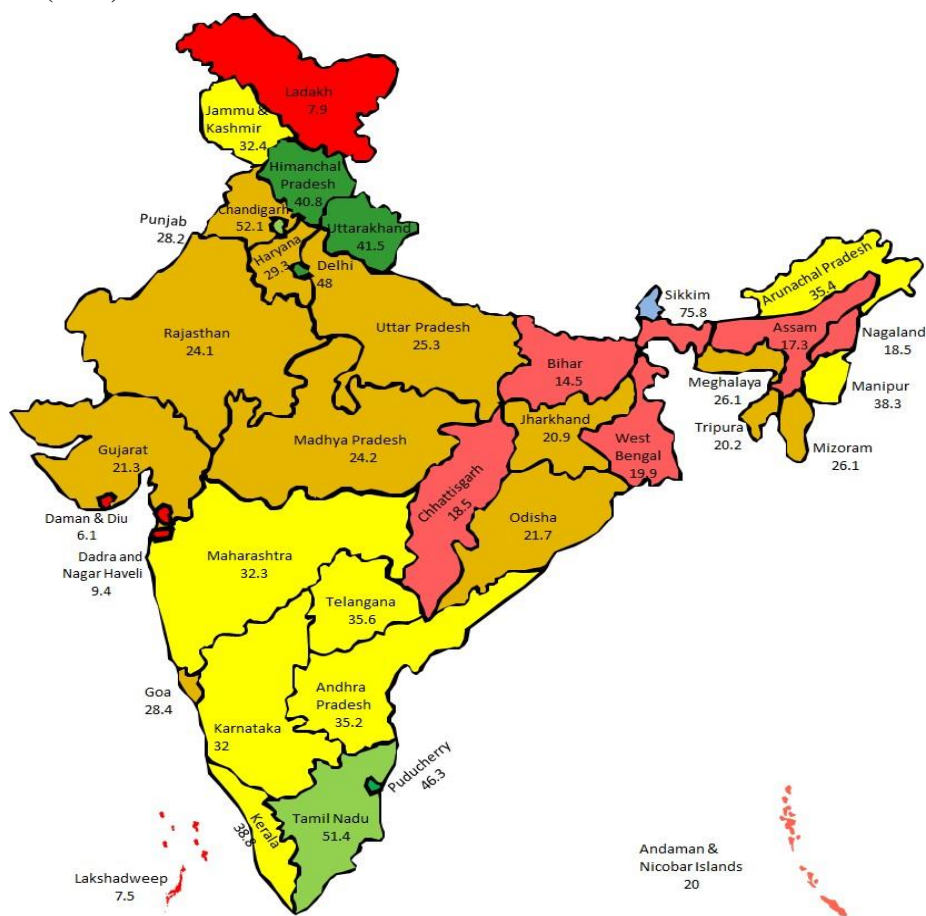 Ladakh
7.9
Jammu &
Kashmir
32.4
Himanchal
Pradesh
40.8
Chandigarh
52.1
Punjab
28.2
Uttarakhand
41.5
Haryana
29.3
Delhi
48
Sikkim
75.8
Arunachal Pradesh
35.4
Rajasthan
24.1
Uttar Pradesh
25.3
Assam
17.3
Nagaland
18.5
Bihar
14.5
Meghalaya
26.1
Manipur
38.3
Jharkhand
20.9
Tripura
20.2
Mizoram
26.1
Gujarat
21.3
Madhya Pradesh
24.2
West
Bengal
19.9
Chhattisgarh
18.5
Daman & Diu
6.1
Odisha
21.7
Dadra and
Nagar Haveli
9.4
Maharashtra
32.3
Telangana
35.6
Goa
28.4
Andhra
Pradesh
35.2
Karnataka
32
Puducherry
46.3
Kerala
38.8
Tamil Nadu
51.4
Lakshadweep
7.5
Andaman &
Nicobar Islands
20